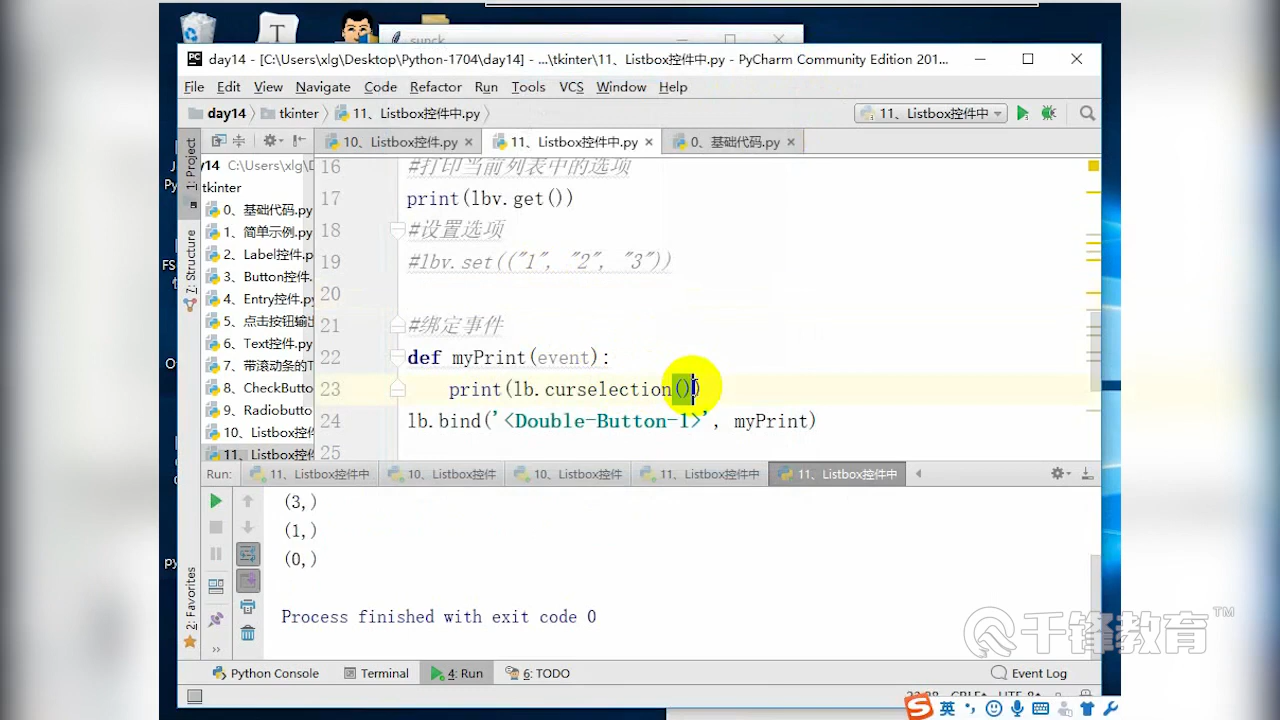 T
sunck
day14 - [C:\Users\xlg\Desktop\Python-1704\day14] - ...\tkinter\11、Listbox控件中.py - PyCharm Community Edition 201...
File Edit View Navigate Code Refactor Run Tools VCS Window Help
day14 tkinter 11、Listbox控件中.py 11、Listbox控件中
10、Listbox控件.py 11、Listbox控件中.py 0、基础代码.py
1: Project
7: Structure
2: Favorites
y14 C:\Users\xlg\D
tkinter
0、基础代码.py
1、简单示例.py
2、Label控件.p
3、Button控件.
4、Entry控件.py
5、点击按钮输出
6、Text控件.py
7、带滚动条的T
8、CheckButto
9、Radiobutto
10、Listbox控件
11、Listbox控件
16 #打印当前列表中的选项
17 print(lbv.get())
18 #设置选项
19 #lbv.set(("1", "2", "3"))
20
21 #绑定事件
22 def myPrint(event):
23 print(lb.curselection())
24 lb.bind('<Double-Button-1>', myPrint)
25
Run: 11、Listbox控件中 10、Listbox控件 10、Listbox控件 11、Listbox控件中 11、Listbox控件中
(3,)
(1,)
(0,)
Process finished with exit code 0
千锋教育™
Python Console Terminal 4: Run 6: TODO Event Log
英